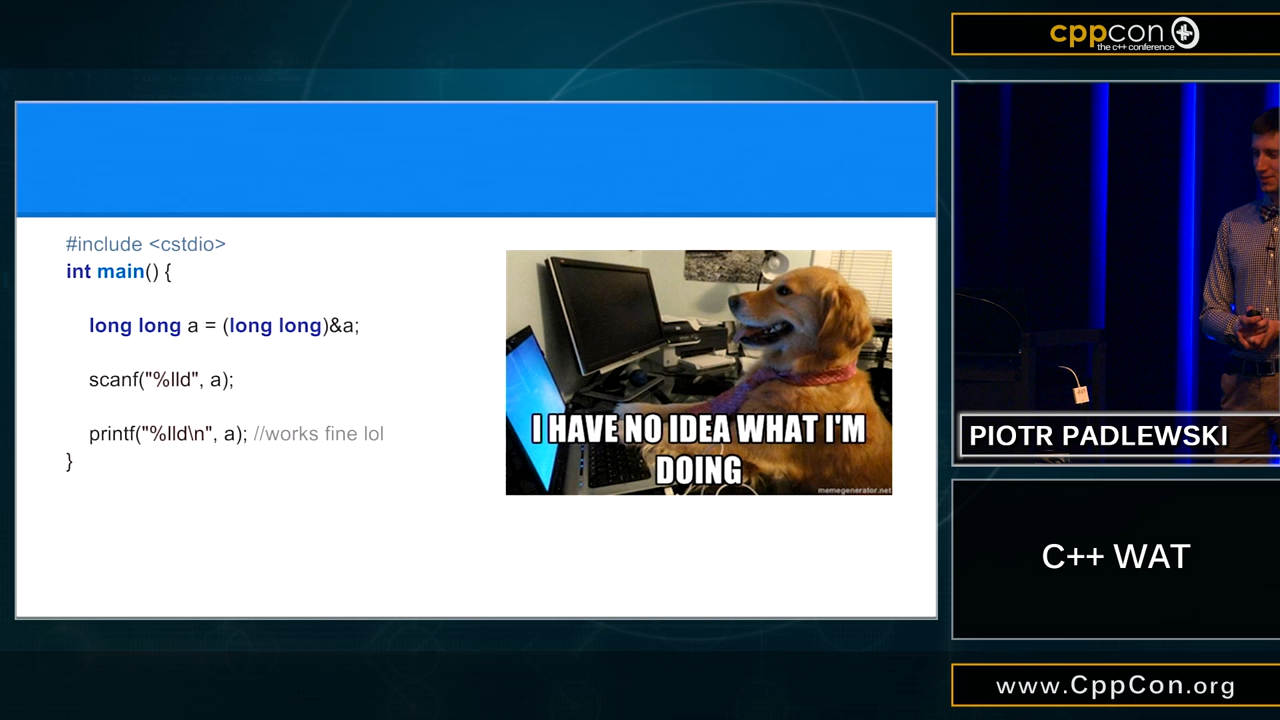 cppcon
the c++ conference
#include <cstdio>
int main() {
long long a = (long long)&a;
scanf("%lld", a);
printf("%lld\n", a); //works fine lol
}
I HAVE NO IDEA WHAT I'M
DOING
memegenerator.net
PIOTR PADLEWSKI
C++ WAT
www.CppCon.org